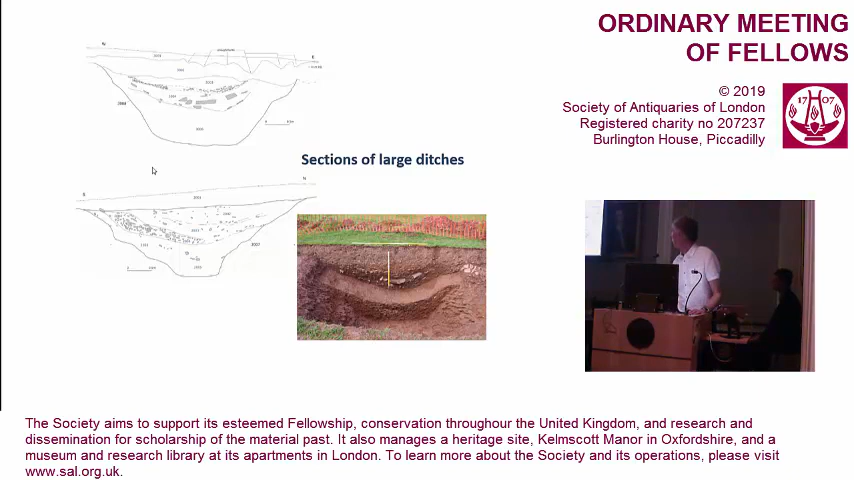 ORDINARY MEETING
OF FELLOWS
© 2019
Society of Antiquaries of London
Registered charity no 207237
Burlington House, Piccadilly
17 07
Sections of large ditches
The Society aims to support its esteemed Fellowship, conservation throughour the United Kingdom, and research and
dissemination for scholarship of the material past. It also manages a heritage site, Kelmscott Manor in Oxfordshire, and a
museum and research library at its apartments in London. To learn more about the Society and its operations, please visit
www.sal.org.uk.